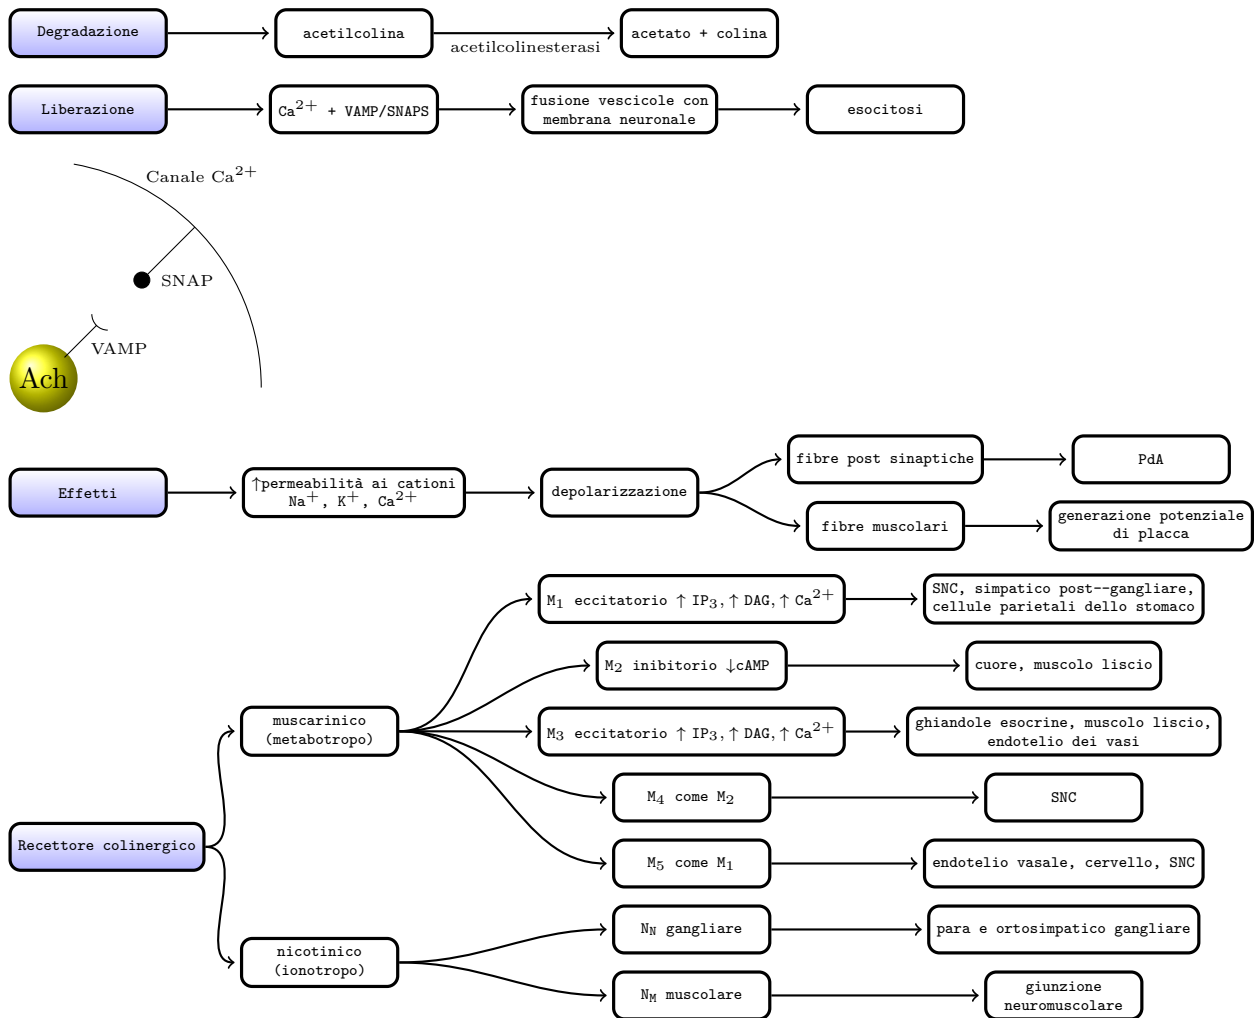 Degradazione
acetilcolina
acetilcolinesterasi
acetato + colina
Liberazione
Ca²⁺ + VAMP/SNAPS
fusione vescicole con
membrana neuronale
esocitosi
Canale Ca²⁺
SNAP
VAMP
Ach
Effetti
↑permeabilità ai cationi
Na⁺, K⁺, Ca²⁺
depolarizzazione
fibre post sinaptiche
PdA
fibre muscolari
generazione potenziale
di placca
Recettore colinergico
muscarinico
(metabotropo)
M₁ eccitatorio ↑ IP₃, ↑ DAG, ↑ Ca²⁺
SNC, simpatico post--gangliare,
cellule parietali dello stomaco
M₂ inibitorio ↓cAMP
cuore, muscolo liscio
M₃ eccitatorio ↑ IP₃, ↑ DAG, ↑ Ca²⁺
ghiandole esocrine, muscolo liscio,
endotelio dei vasi
M₄ come M₂
SNC
M₅ come M₁
endotelio vasale, cervello, SNC
nicotinico
(ionotropo)
N_N gangliare
para e ortosimpatico gangliare
N_M muscolare
giunzione
neuromuscolare